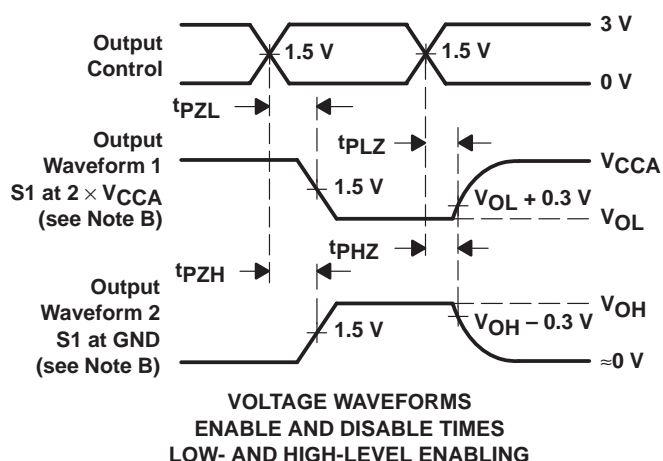 Output
Control
1.5 V
1.5 V
3 V
0 V
tPZL
tPLZ
Output
Waveform 1
S1 at 2 × VCCA
(see Note B)
1.5 V
VCCA
VOL + 0.3 V
VOL
tPZH
tPHZ
Output
Waveform 2
S1 at GND
(see Note B)
1.5 V
VOH
VOH − 0.3 V
≈0 V
VOLTAGE WAVEFORMS
ENABLE AND DISABLE TIMES
LOW- AND HIGH-LEVEL ENABLING